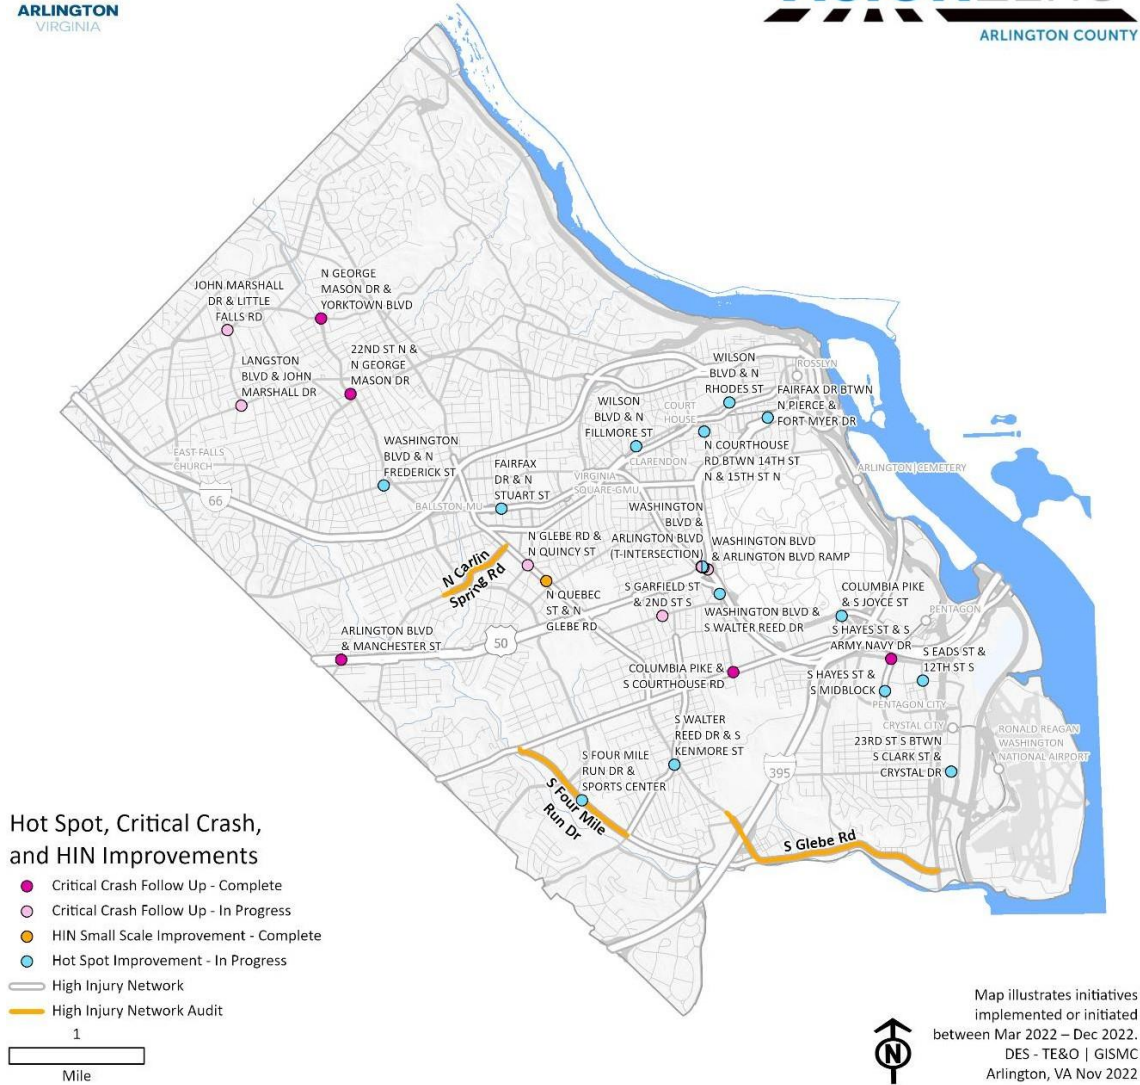 ARLINGTON
VIRGINIA
ARLINGTON COUNTY
N GEORGE
MASON DR &
YORKTOWN BLVD
JOHN MARSHALL
DR & LITTLE
FALLS RD
22ND ST N &
N GEORGE
MASON DR
LANGSTON
BLVD & JOHN
MARSHALL DR
WILSON
BLVD & N
RHODES ST
ROSSLYN
FAIRFAX DR BTWN
N PIERCE &
FORT MYER DR
WILSON
BLVD & N
FILLMORE ST
COURT
HOUSE
N COURTHOUSE
RD BTWN 14TH ST
N & 15TH ST N
CLARENDON
WASHINGTON
BLVD & N
FREDERICK ST
EAST FALLS
CHURCH
66
FAIRFAX
DR & N
STUART ST
VIRGINIA
SQUARE-GMU
BALLSTON-MU
ARLINGTON CEMETERY
WASHINGTON
BLVD &
ARLINGTON BLVD
(T-INTERSECTION)
WASHINGTON BLVD
& ARLINGTON BLVD RAMP
N GLEBE RD &
N QUINCY ST
N Carlin
Spring Rd
N QUEBEC
ST & N
GLEBE RD
S GARFIELD ST
& 2ND ST S
WASHINGTON BLVD &
S WALTER REED DR
COLUMBIA PIKE
& S JOYCE ST
PENTAGON
S HAYES ST & S
ARMY NAVY DR
S EADS ST &
12TH ST S
ARLINGTON BLVD
& MANCHESTER ST
50
COLUMBIA PIKE &
S COURTHOUSE RD
S HAYES ST &
S MIDBLOCK
PENTAGON CITY
CRYSTAL CITY
RONALD REAGAN
WASHINGTON
NATIONAL AIRPORT
S WALTER
REED DR & S
KENMORE ST
23RD ST S BTWN
S CLARK ST &
CRYSTAL DR
S FOUR MILE
RUN DR &
SPORTS CENTER
395
S Four Mile
Run Dr
S Glebe Rd
Hot Spot, Critical Crash,
and HIN Improvements
Critical Crash Follow Up - Complete
Critical Crash Follow Up - In Progress
HIN Small Scale Improvement - Complete
Hot Spot Improvement - In Progress
High Injury Network
High Injury Network Audit
1
Mile
N
Map illustrates initiatives
implemented or initiated
between Mar 2022 – Dec 2022.
DES - TE&O | GISMC
Arlington, VA Nov 2022